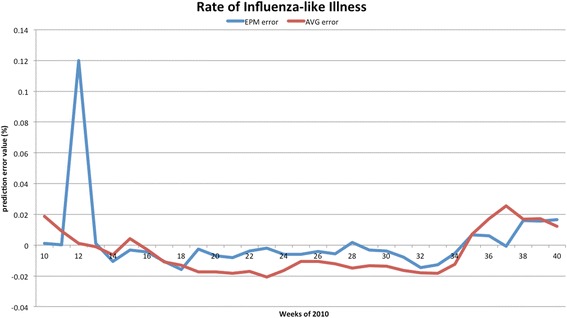 Rate of Influenza-like Illness
EPM error AVG error
0.14
0.12
0.1
0.08
0.06
0.04
0.02
0
-0.02
-0.04
prediction error value (%)
10 12 14 16 18 20 22 24 26 28 30 32 34 36 38 40
Weeks of 2010